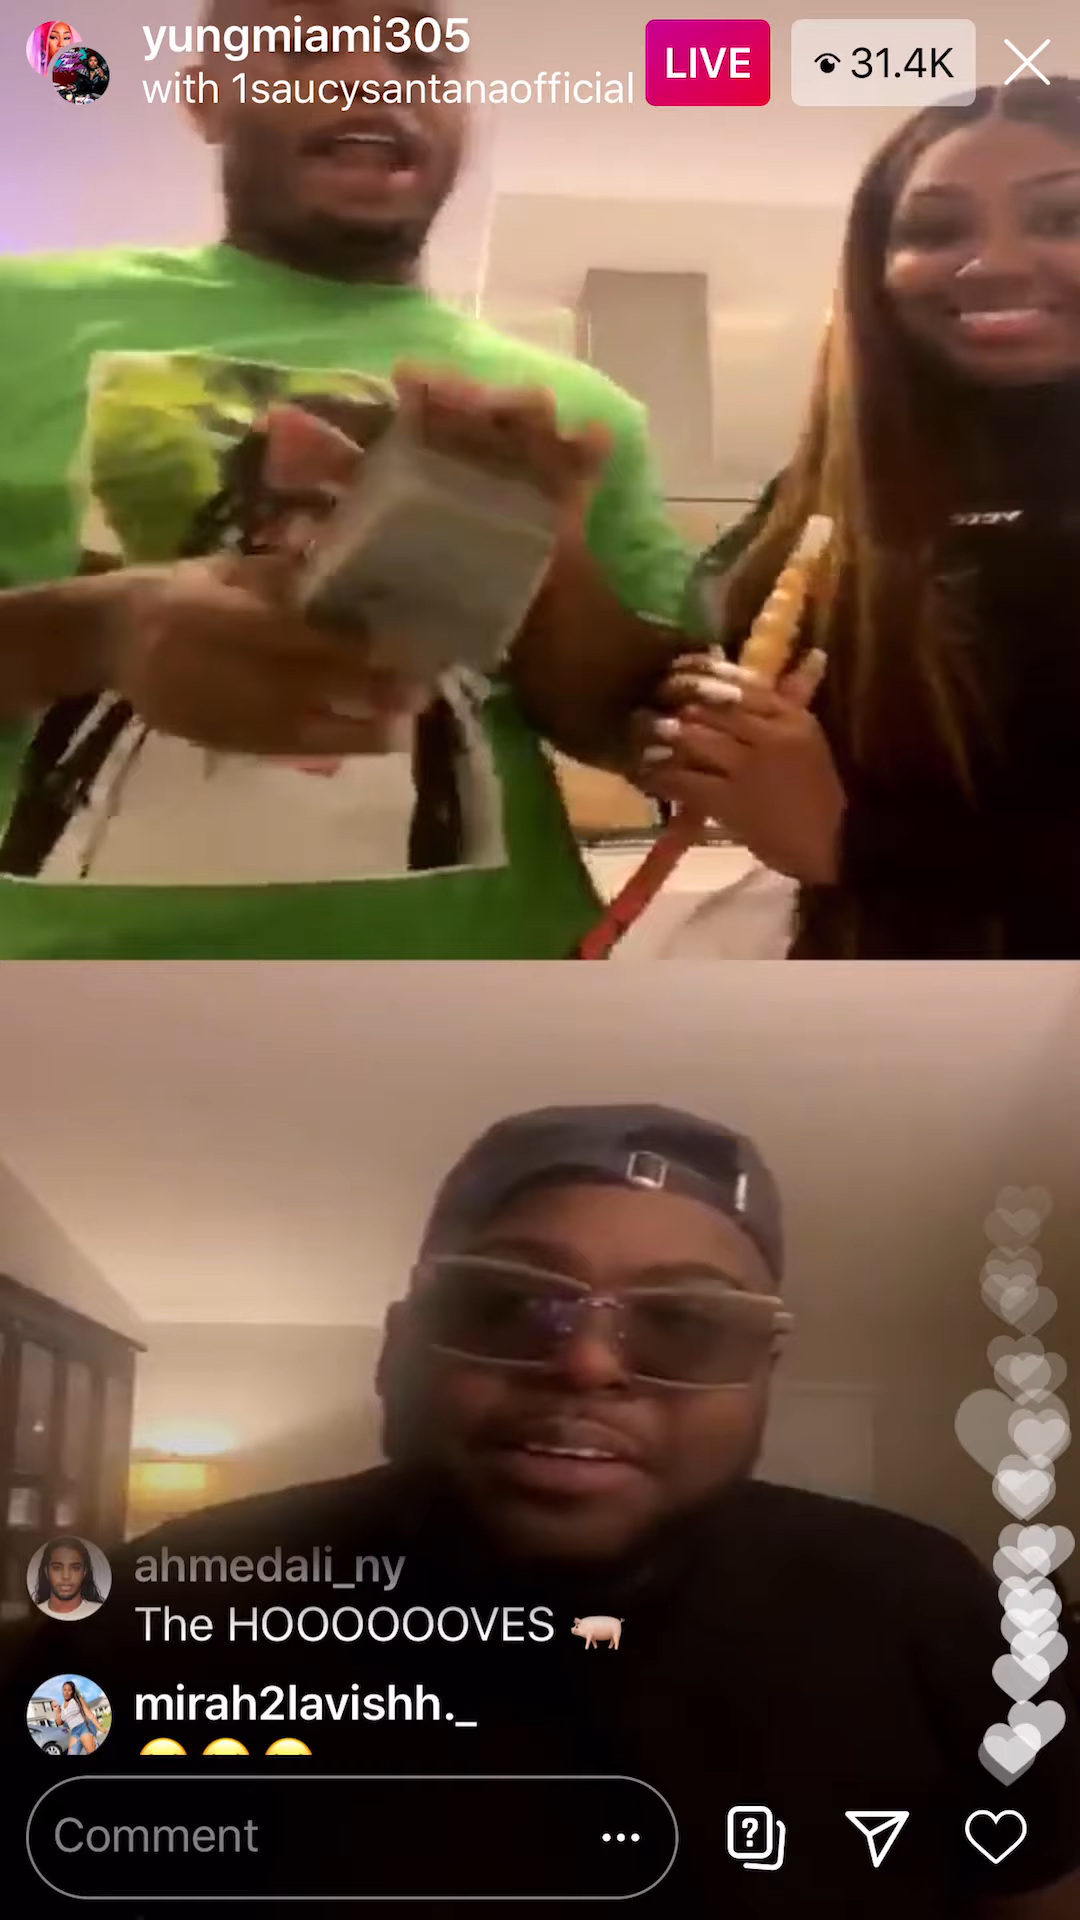 yungmiami305
with 1saucysantanaofficial
LIVE
31.4K
ahmedali_ny
The HOOOOOOVES 🐖
mirah2lavishh._
Comment